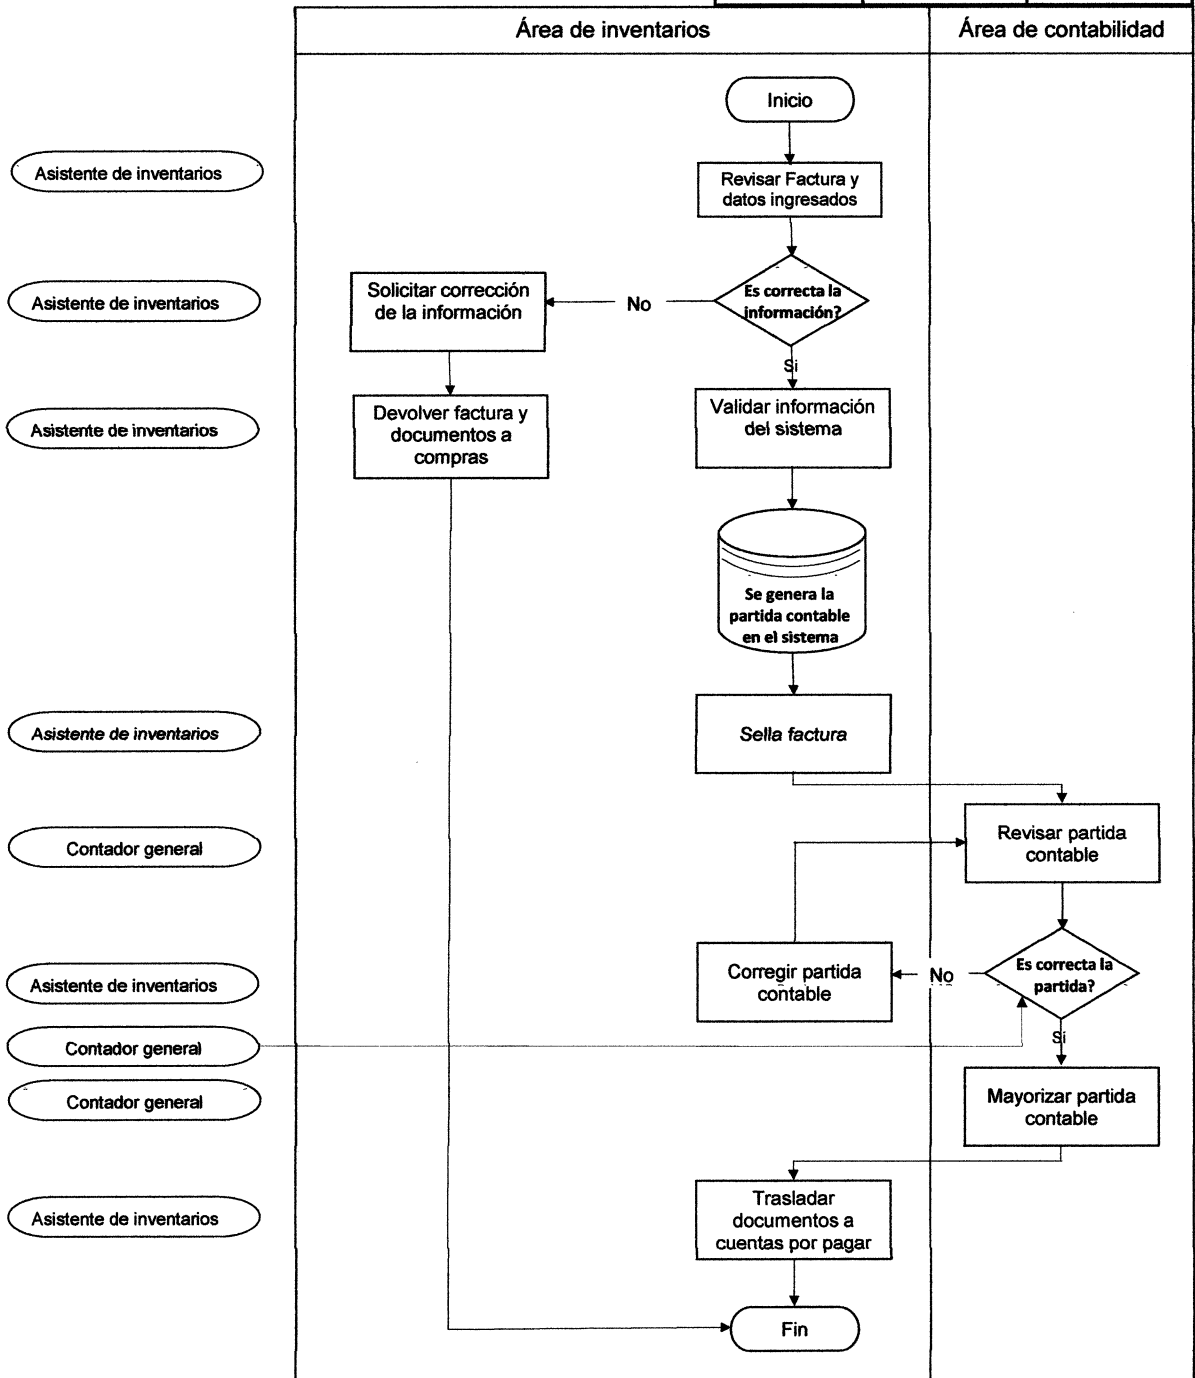 Área de inventarios
Área de contabilidad
Inicio
Asistente de inventarios
Revisar Factura y
datos ingresados
Asistente de inventarios
Solicitar corrección
de la información
No
Es correcta la
información?
Si
Asistente de inventarios
Devolver factura y
documentos a
compras
Validar información
del sistema
Se genera la
partida contable
en el sistema
Asistente de inventarios
Sella factura
Contador general
Revisar partida
contable
Asistente de inventarios
Corregir partida
contable
No
Es correcta la
partida?
Contador general
Si
Contador general
Mayorizar partida
contable
Asistente de inventarios
Trasladar
documentos a
cuentas por pagar
Fin